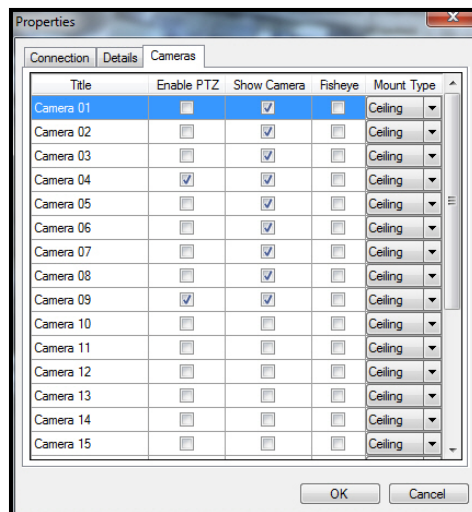 Properties
Connection Details Cameras
Title Enable PTZ Show Camera Fisheye Mount Type
Camera 01 Ceiling
Camera 02 Ceiling
Camera 03 Ceiling
Camera 04 Ceiling
Camera 05 Ceiling
Camera 06 Ceiling
Camera 07 Ceiling
Camera 08 Ceiling
Camera 09 Ceiling
Camera 10 Ceiling
Camera 11 Ceiling
Camera 12 Ceiling
Camera 13 Ceiling
Camera 14 Ceiling
Camera 15 Ceiling
OK Cancel